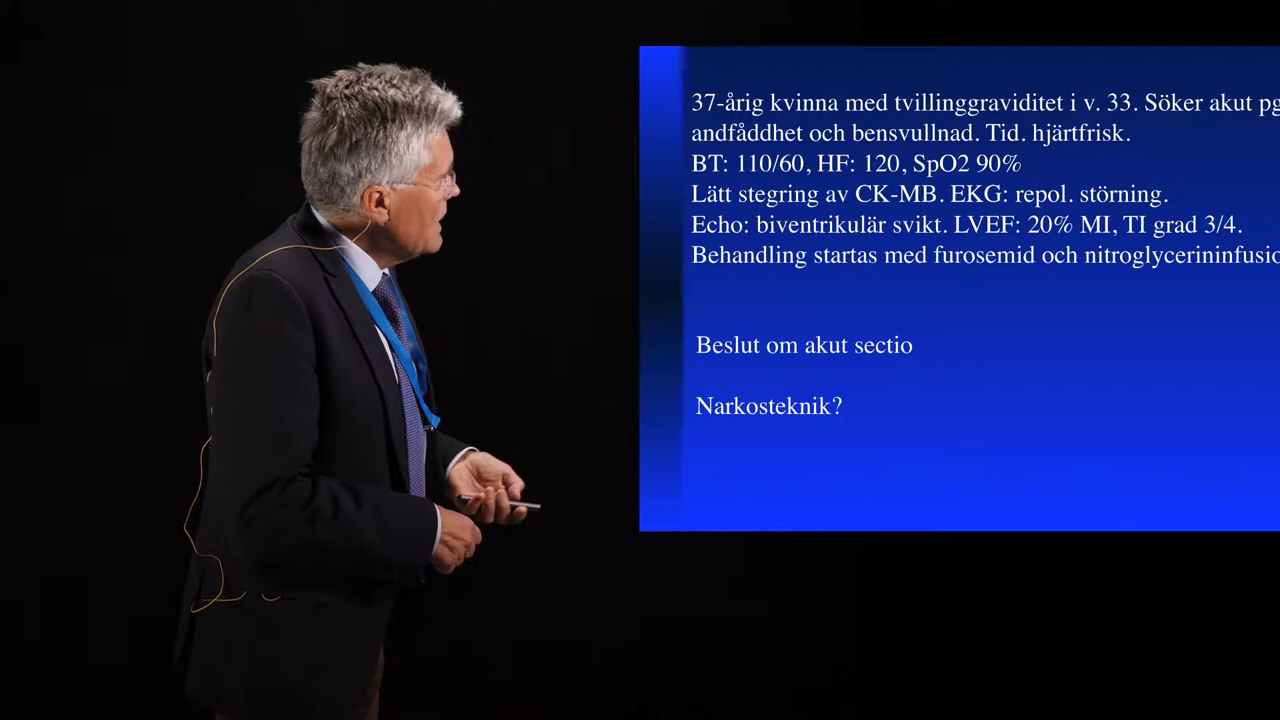 37-årig kvinna med tvillinggraviditet i v. 33. Söker akut pg
andfåddhet och bensvullnad. Tid. hjärtfrisk.
BT: 110/60, HF: 120, SpO2 90%
Lätt stegring av CK-MB. EKG: repol. störning.
Echo: biventrikulär svikt. LVEF: 20% MI, TI grad 3/4.
Behandling startas med furosemid och nitroglycerininfusio
Beslut om akut sectio
Narkosteknik?